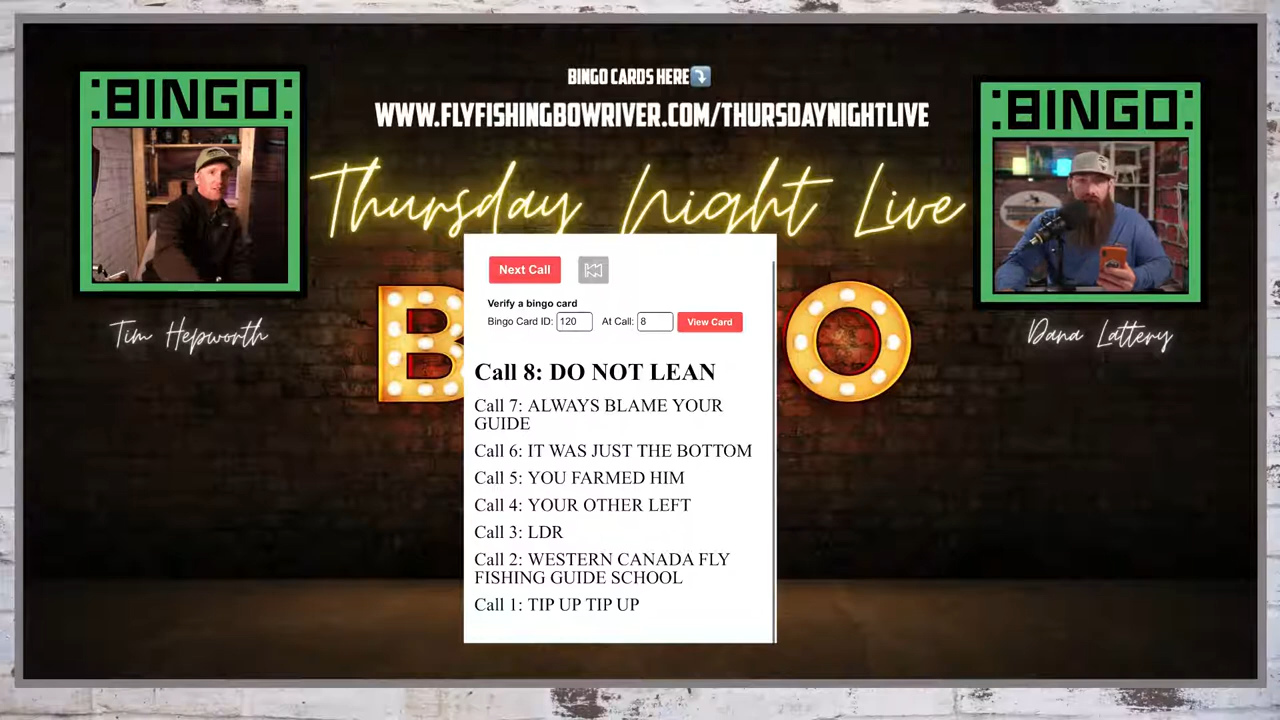 BINGO CARDS HERE
WWW.FLYFISHINGBOWRIVER.COM/THURSDAYNIGHTLIVE
BINGO
BINGO
Thursday Night Live
Tim Hepworth
Dana Lattery
B
O
Next Call
Verify a bingo card
Bingo Card ID: 120 At Call: 8 View Card
Call 8: DO NOT LEAN
Call 7: ALWAYS BLAME YOUR
GUIDE
Call 6: IT WAS JUST THE BOTTOM
Call 5: YOU FARMED HIM
Call 4: YOUR OTHER LEFT
Call 3: LDR
Call 2: WESTERN CANADA FLY
FISHING GUIDE SCHOOL
Call 1: TIP UP TIP UP